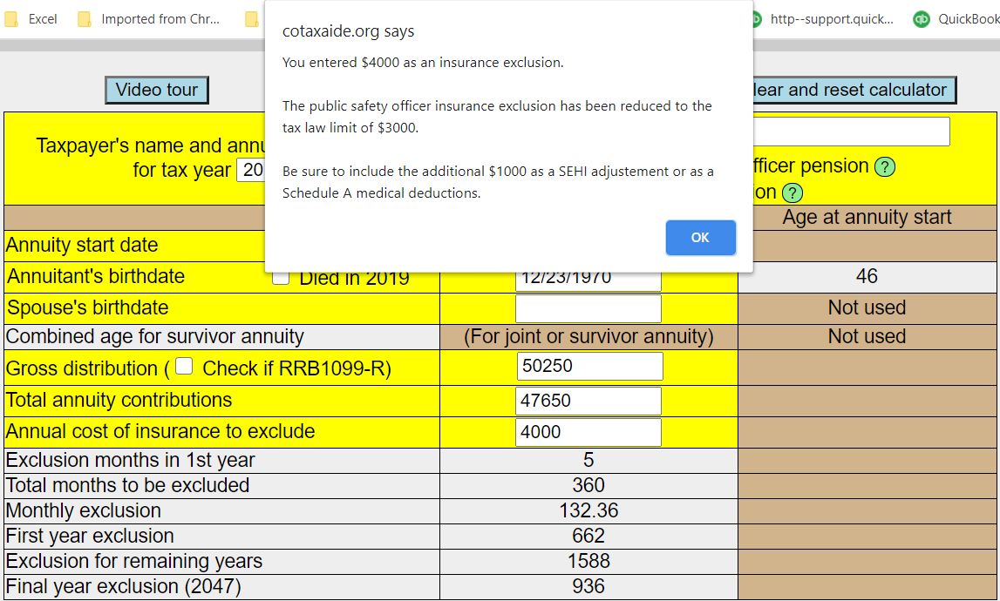 Excel Imported from Chr... http--support.quick... qb QuickBook
cotaxaide.org says
You entered $4000 as an insurance exclusion.
The public safety officer insurance exclusion has been reduced to the
tax law limit of $3000.
Be sure to include the additional $1000 as a SEHI adjustement or as a
Schedule A medical deductions.
OK
Video tour lear and reset calculator
Taxpayer's name and annu
for tax year 20 fficer pension ?
ion ?
Age at annuity start
Annuity start date
Annuitant's birthdate Died in 2019 12/23/1970 46
Spouse's birthdate Not used
Combined age for survivor annuity (For joint or survivor annuity) Not used
Gross distribution ( Check if RRB1099-R) 50250
Total annuity contributions 47650
Annual cost of insurance to exclude 4000
Exclusion months in 1st year 5
Total months to be excluded 360
Monthly exclusion 132.36
First year exclusion 662
Exclusion for remaining years 1588
Final year exclusion (2047) 936